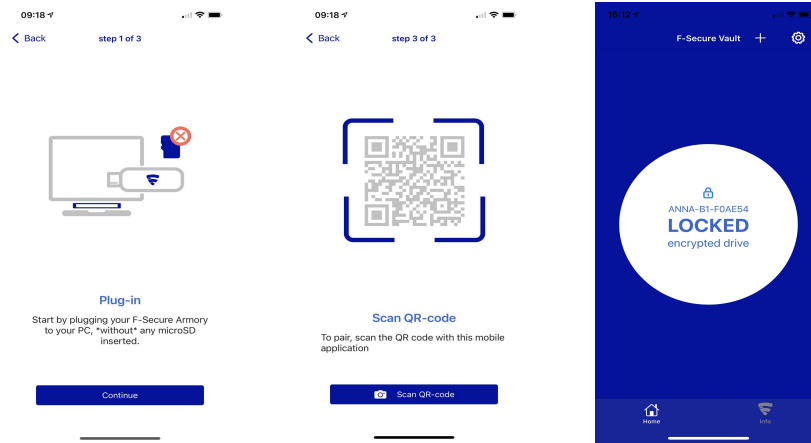 09:18
Back
step 1 of 3
Plug-in
Start by plugging your F-Secure Armory
to your PC, *without* any microSD
inserted.
Continue
09:18
Back
step 3 of 3
Scan QR-code
To pair, scan the QR code with this mobile
application
Scan QR-code
16:12
F-Secure Vault
ANNA-B1-F0AE54
LOCKED
encrypted drive
Home
Info